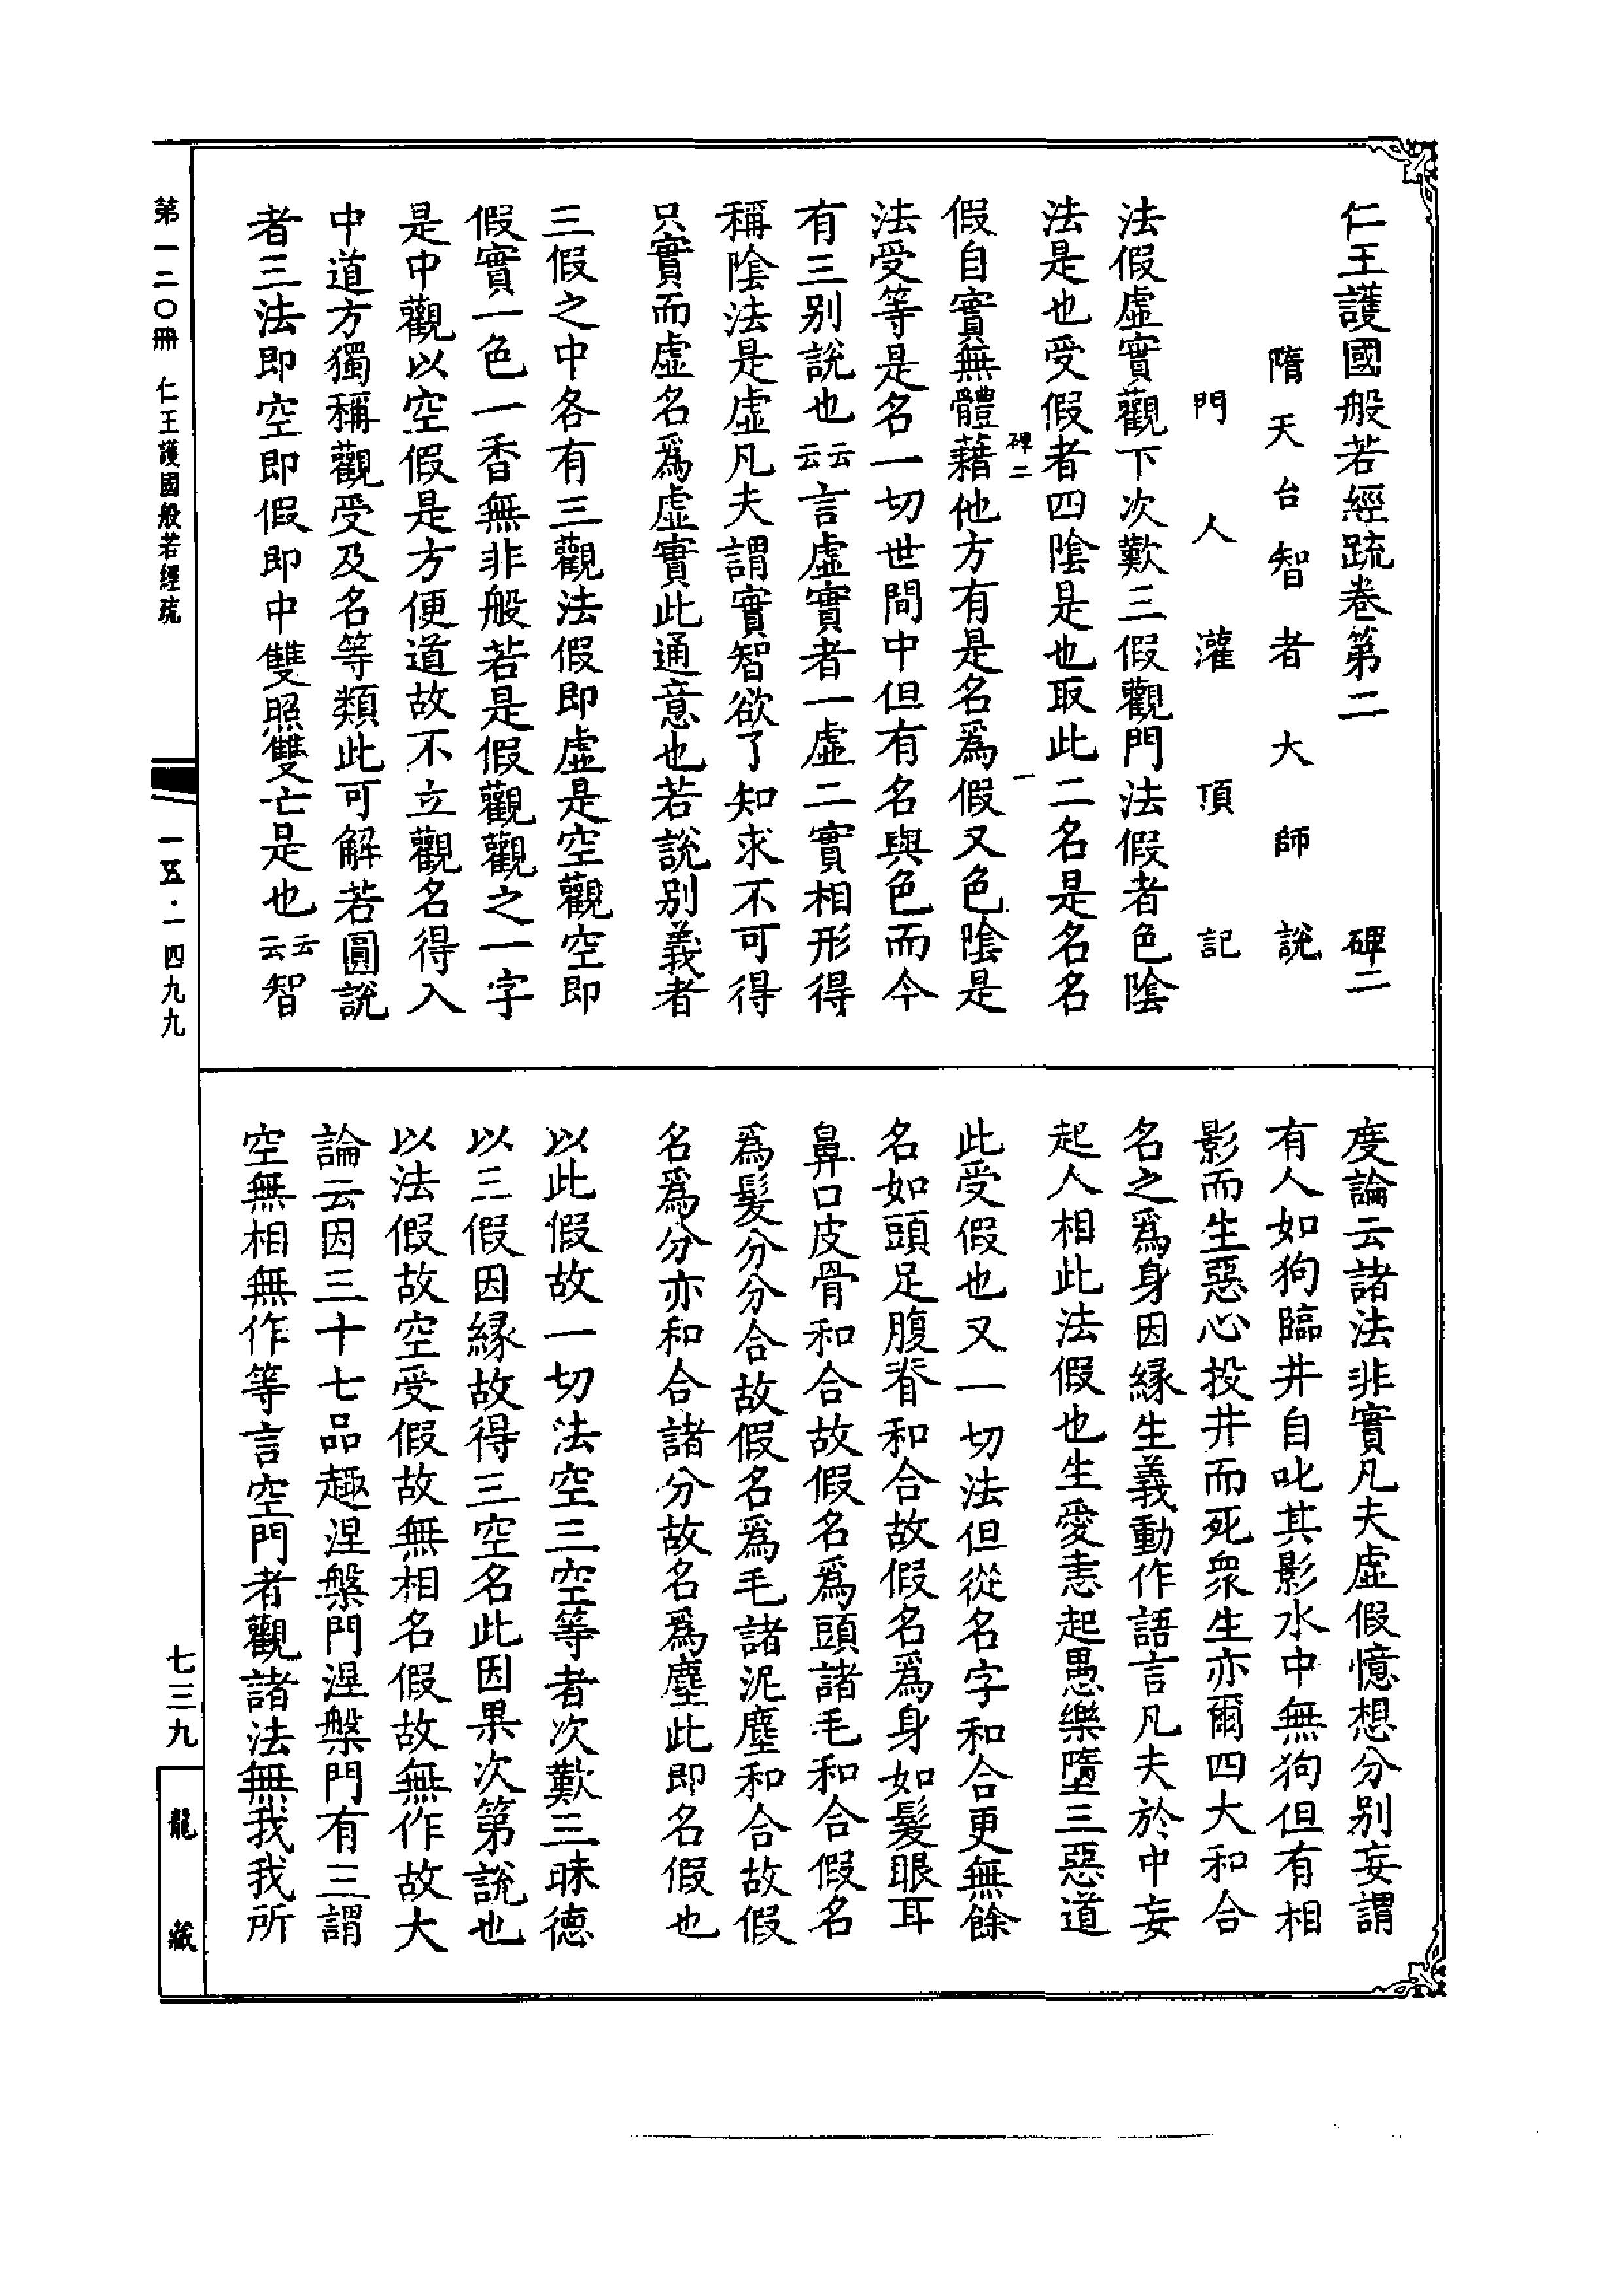 仁王護國般若經疏卷第二　碑二
隋天台智者大師說
門人灌頂記
法假虛實觀下次歎三假觀門法假者色陰
法是也受假者四陰是也取此二名名是名名
碑二　一
假自實無體藉他方有是名爲假又色陰是
法受等是名一切世間中但有名與色而今
有三别說也云云言虛實者一虛二實相形得
稱陰法是虛凡夫謂實智欲了知求不可得
只實而虛名爲虛實此通意也若說别義者
三假之中各有三觀法假即虛是空觀空即
假實一色一香無非般若是假觀觀之一字
是中觀以空假是方便道故不立觀名得入
中道方獨稱觀受及名等類此可解若圓說
者三法即空即假即中雙照雙亡是也云云智
度論云諸法非實凡夫虛假憶想分别妄謂
有人如狗臨井自吠其影水中無狗但有相
影而生惡心投井而死衆生亦爾四大和合
名之爲身因緣生義動作語言凡夫於中妄
起人相此法假也生愛恚起愚樂墮三惡道
此受假也又一切法但從名字和合更無餘
名如頭足腹脊和合故假名爲身如髮眼耳
鼻口皮骨和合故假名爲頭諸毛和合假名
爲髮分分合故假名爲毛諸泥塵和合故假
名爲分亦和合諸分故名爲塵此即名假也
以此假故一切法空三空等者次歎三昧德
以三假因緣故得三空名此因果次第說也
以法假故空受假故無相名假故無作故大
論云因三十七品趣涅槃門涅槃門有三謂
空無相無作等言空門者觀諸法無我我所
第一二〇冊　仁王護國般若經疏
一五·一四九九
七三九
龍藏